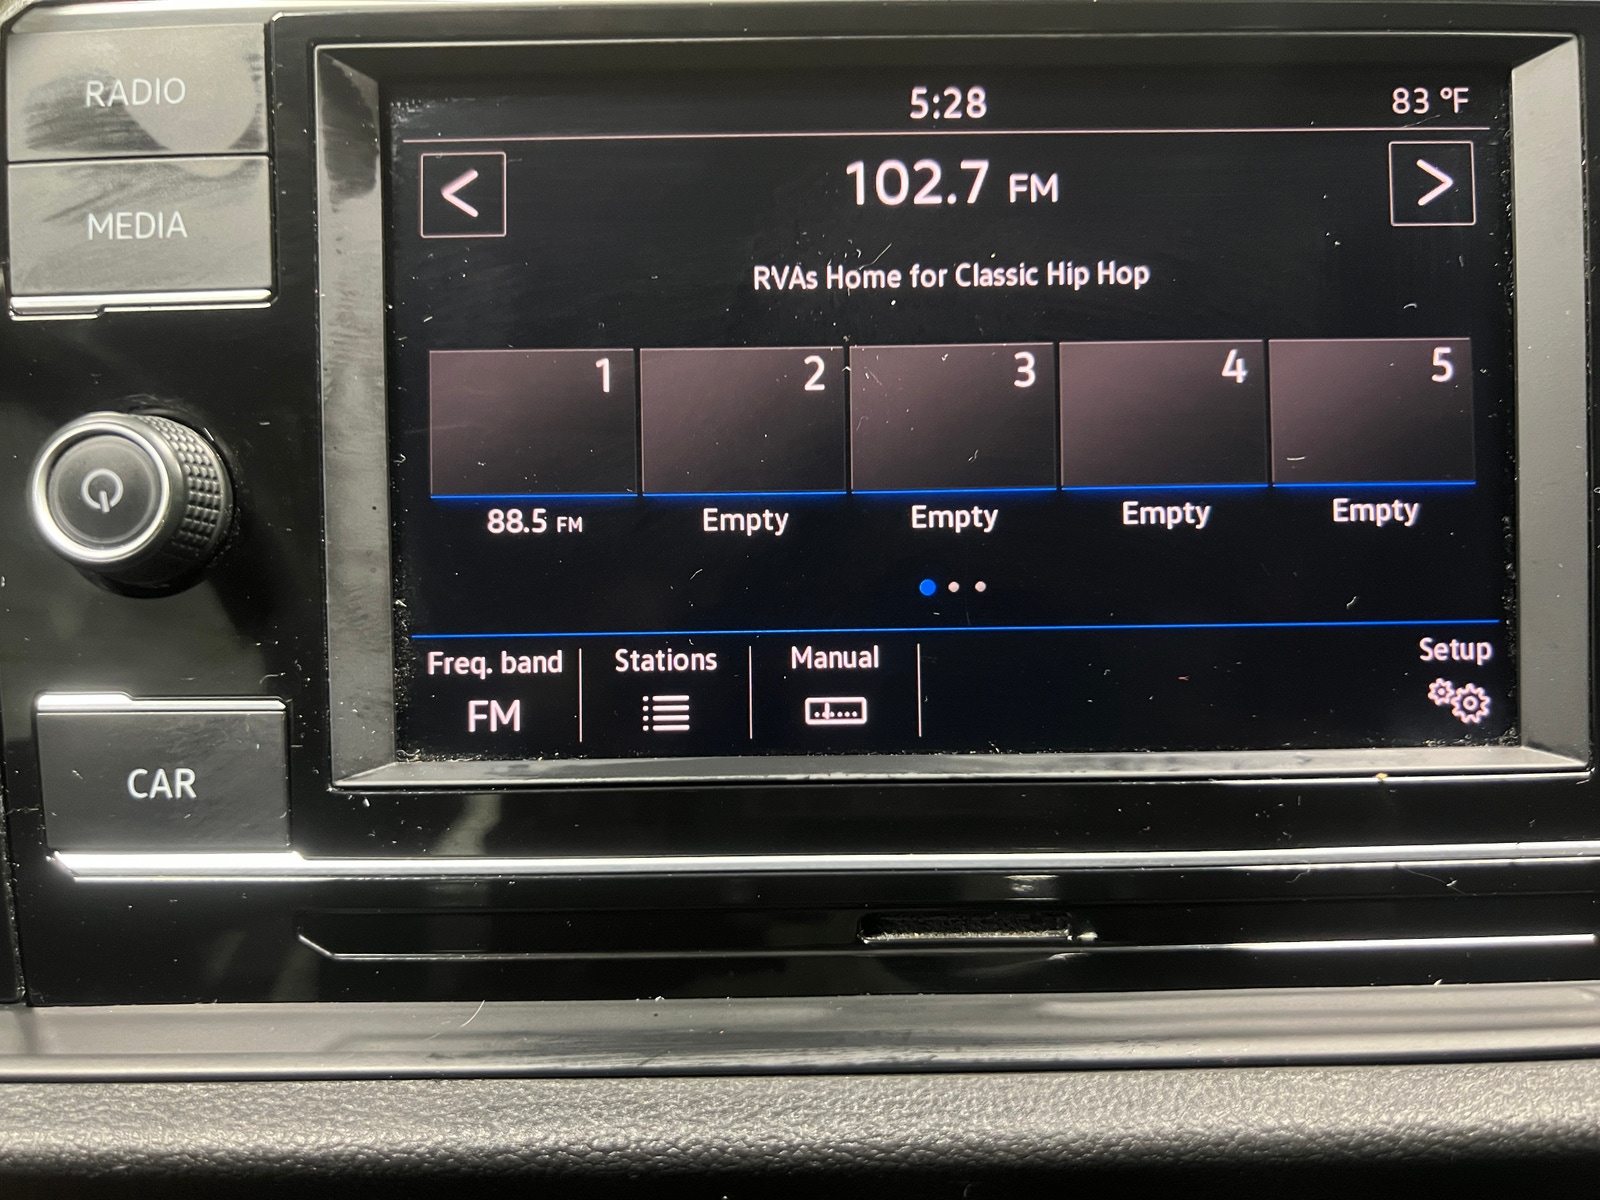 RADIO
MEDIA
CAR
5:28
83 °F
<
102.7 FM
>
RVAs Home for Classic Hip Hop
1 2 3 4 5
88.5 FM Empty Empty Empty Empty
Freq. band Stations Manual Setup
FM